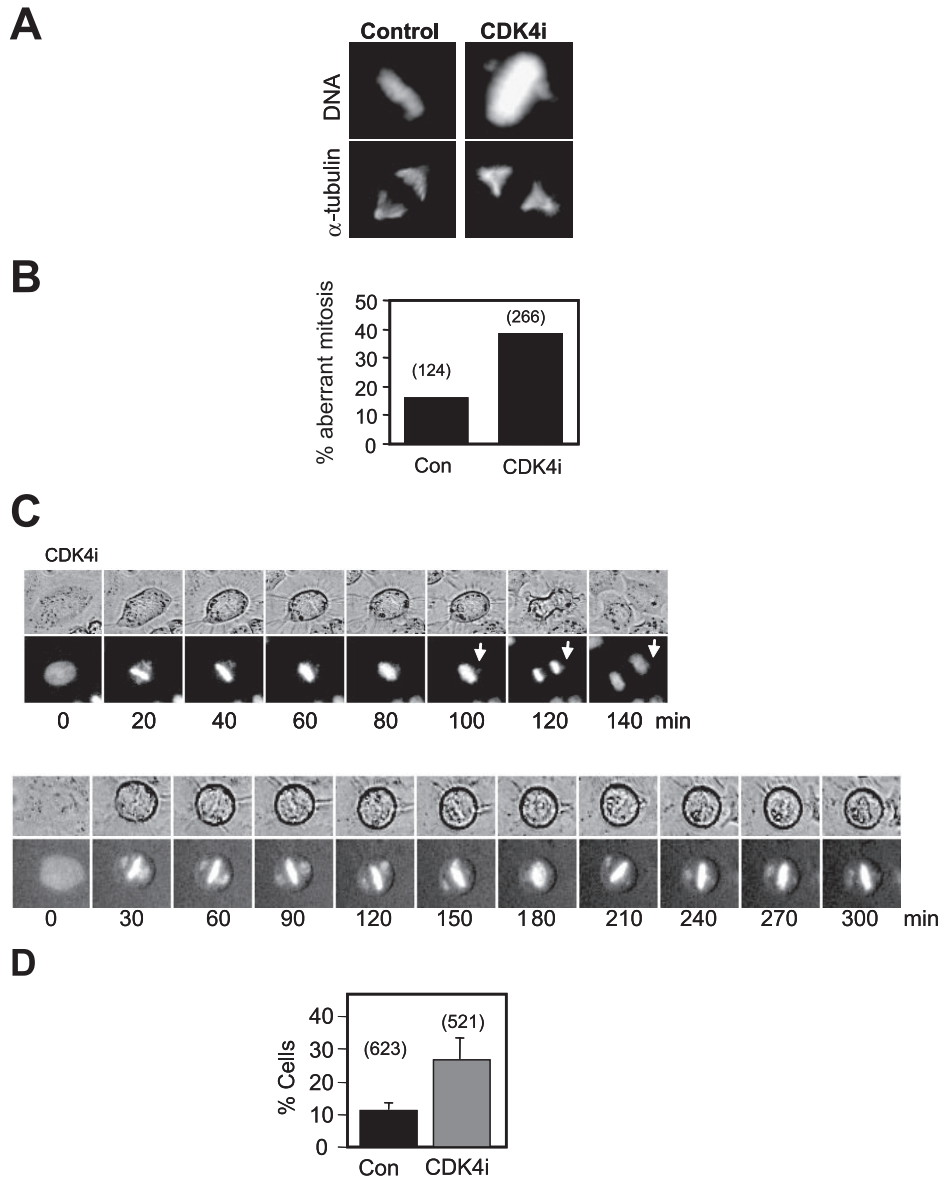 A
Control CDK4i
DNA
α-tubulin
B
% aberrant mitosis
50
40
30
20
10
0
(124)
(266)
Con CDK4i
C
CDK4i
0 20 40 60 80 100 120 140 min
0 30 60 90 120 150 180 210 240 270 300 min
D
% Cells
40
30
20
10
0
(623)
(521)
Con CDK4i